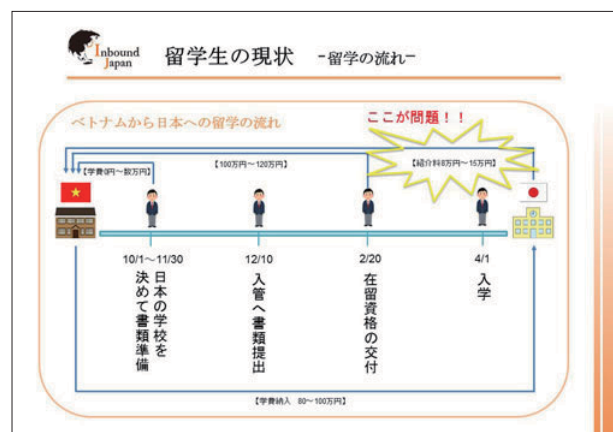 Inbound
Japan
留学生の現状 -留学の流れ-
ベトナムから日本への留学の流れ
ここが問題!!
【学費0円~数万円】
【100万円~120万円】
【紹介料8万円~15万円】
10/1~11/30
日本の学校を
決めて書類準備
12/10
入管へ書類提出
2/20
在留資格の交付
4/1
入学
【学費納入 80~100万円】